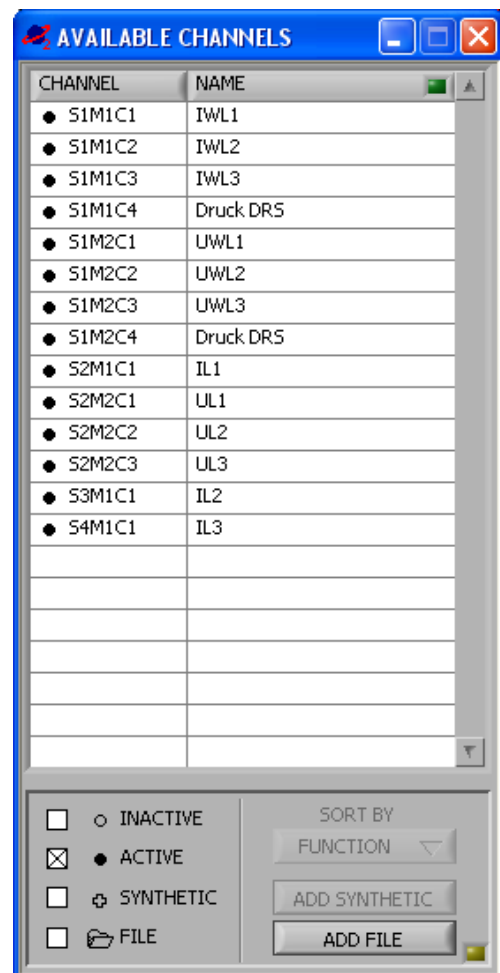 AVAILABLE CHANNELS
CHANNEL NAME
S1M1C1 IWL1
S1M1C2 IWL2
S1M1C3 IWL3
S1M1C4 Druck DRS
S1M2C1 UWL1
S1M2C2 UWL2
S1M2C3 UWL3
S1M2C4 Druck DRS
S2M1C1 IL1
S2M2C1 UL1
S2M2C2 UL2
S2M2C3 UL3
S3M1C1 IL2
S4M1C1 IL3
INACTIVE
ACTIVE
SYNTHETIC
FILE
SORT BY
FUNCTION
ADD SYNTHETIC
ADD FILE